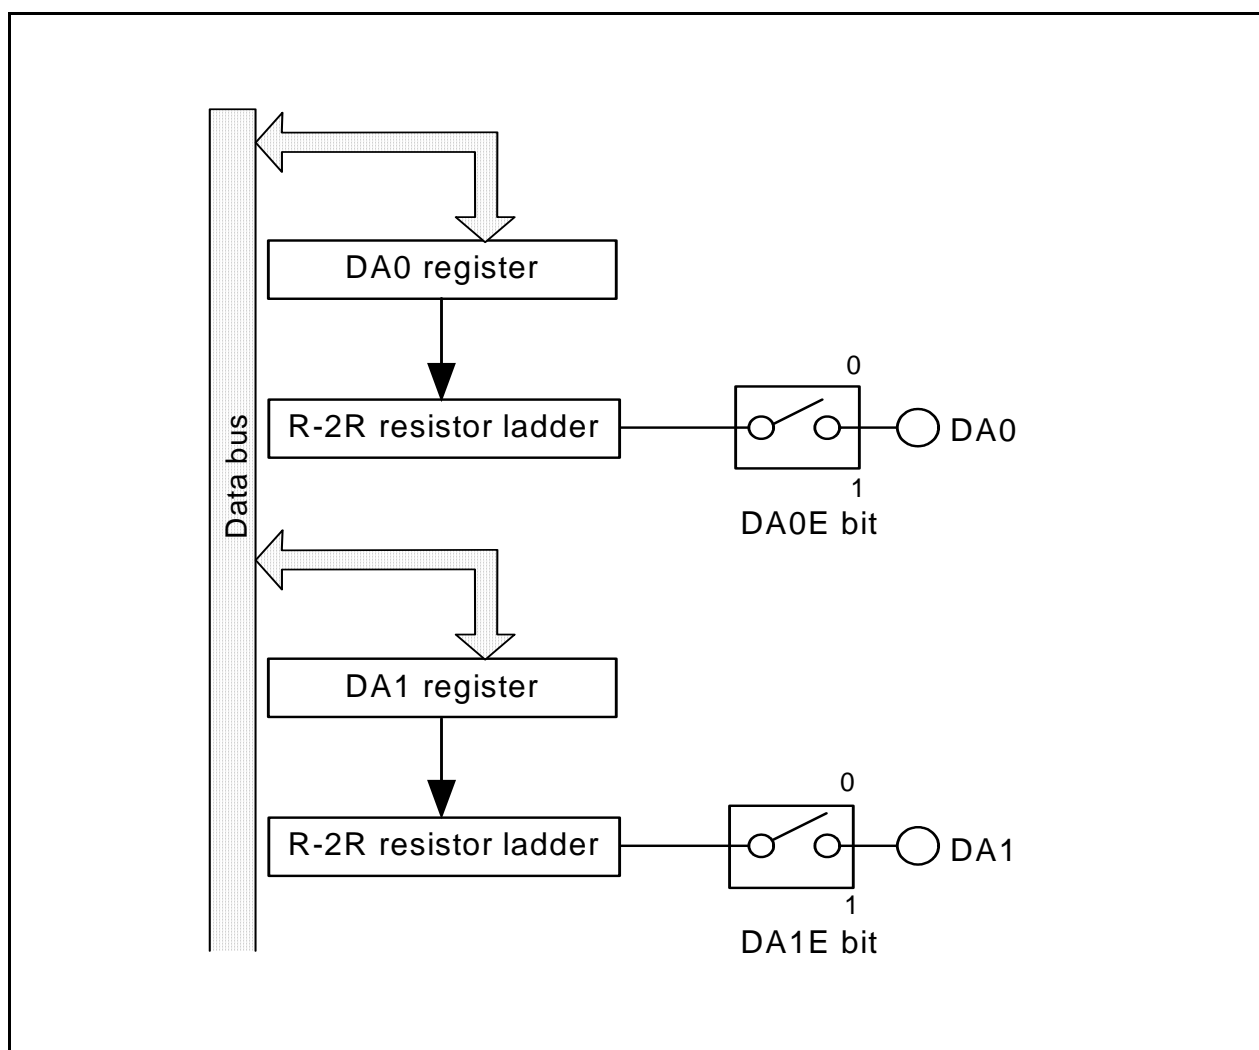 Data bus
DA0 register
R-2R resistor ladder
0
1
DA0E bit
DA0
DA1 register
R-2R resistor ladder
0
1
DA1E bit
DA1